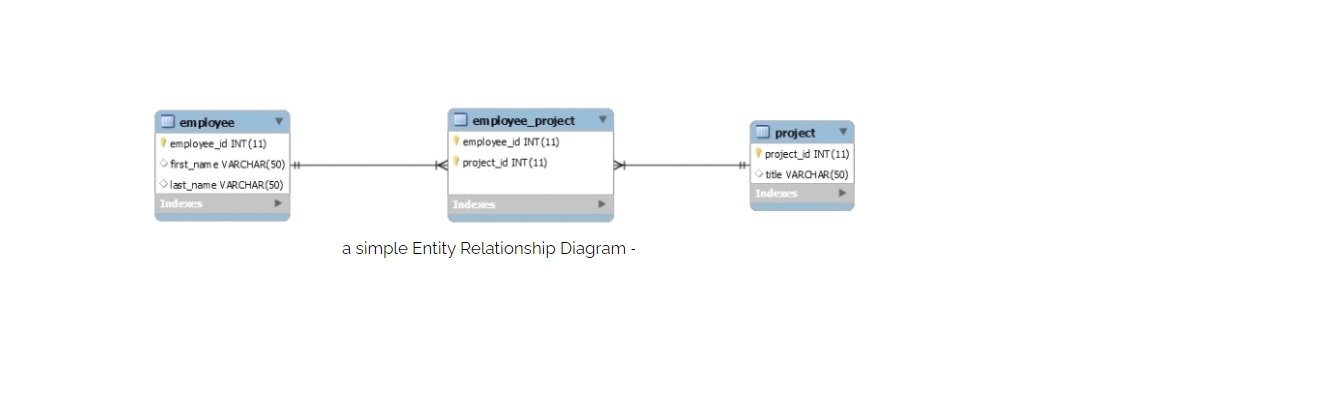 employee
employee_id INT(11)
first_name VARCHAR(50)
last_name VARCHAR(50)
Indexes
employee_project
employee_id INT(11)
project_id INT(11)
Indexes
project
project_id INT(11)
title VARCHAR(50)
Indexes
a simple Entity Relationship Diagram -